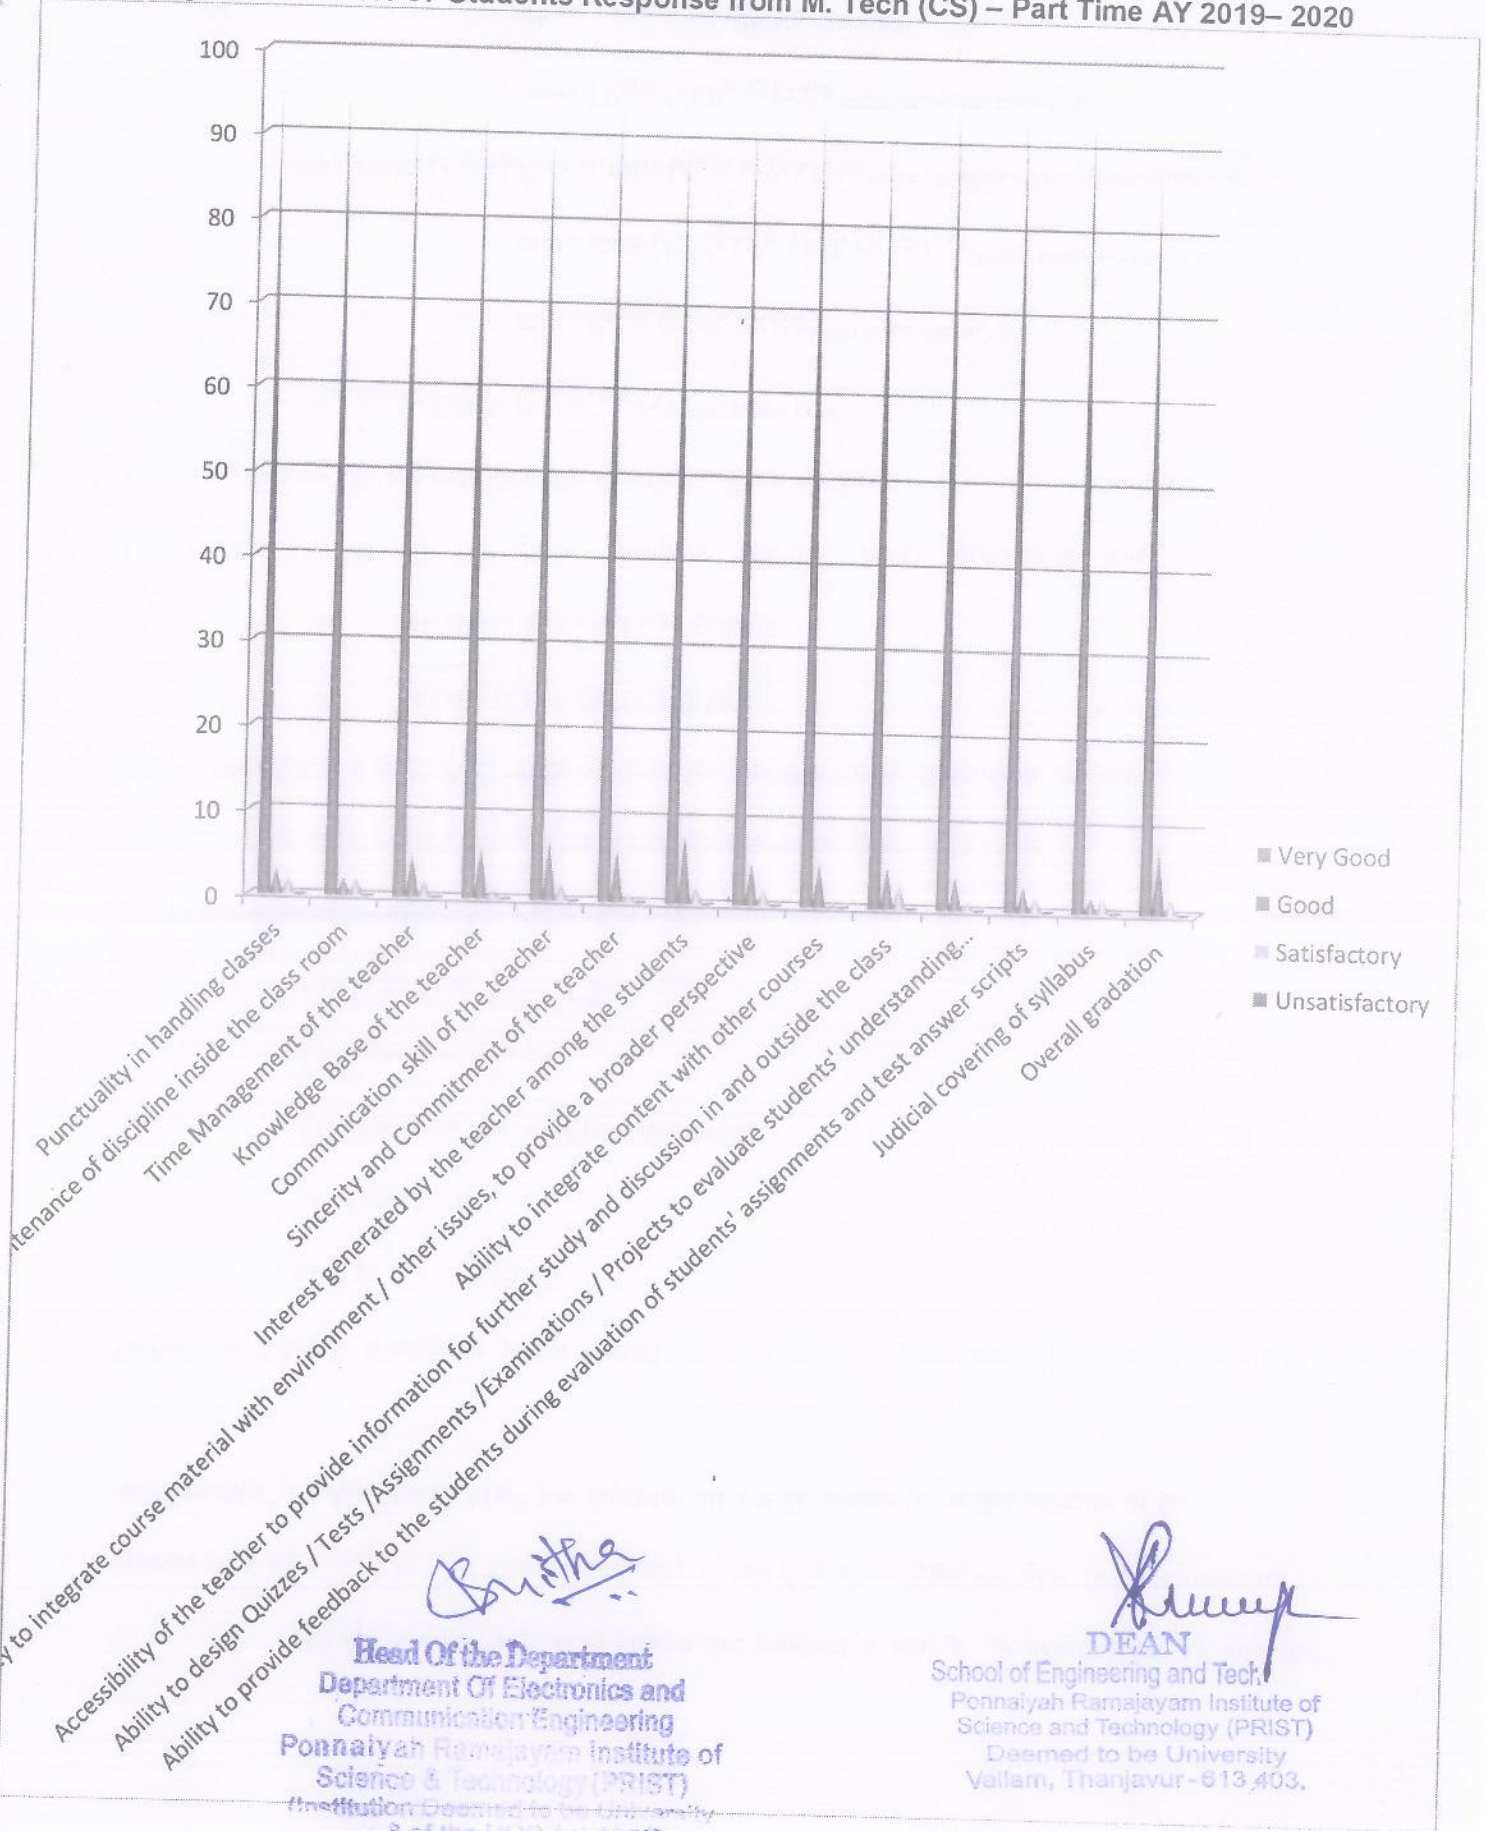 of Students Response from M. Tech (CS) – Part Time AY 2019– 2020
100
90
80
70
60
50
40
30
20
10
0
Very Good
Good
Satisfactory
Unsatisfactory
Punctuality in handling classes
ntenance of discipline inside the class room
Time Management of the teacher
Knowledge Base of the teacher
Communication skill of the teacher
Sincerity and Commitment of the teacher
Interest generated by the teacher among the students
y to integrate course material with environment / other issues, to provide a broader perspective
Ability to integrate content with other courses
Accessibility of the teacher to provide information for further study and discussion in and outside the class
Ability to design Quizzes / Tests /Assignments /Examinations / Projects to evaluate students' understanding...
Ability to provide feedback to the students during evaluation of students' assignments and test answer scripts
Judicial covering of syllabus
Overall gradation
Head Of the Department
Department Of Electronics and
Communication Engineering
Ponnaiyah Ramajayam Institute of
Science & Technology (PRIST)
(Institution Deemed to be University
DEAN
School of Engineering and Tech.
Ponnaiyah Ramajayam Institute of
Science and Technology (PRIST)
Deemed to be University
Vallam, Thanjavur-613 403.